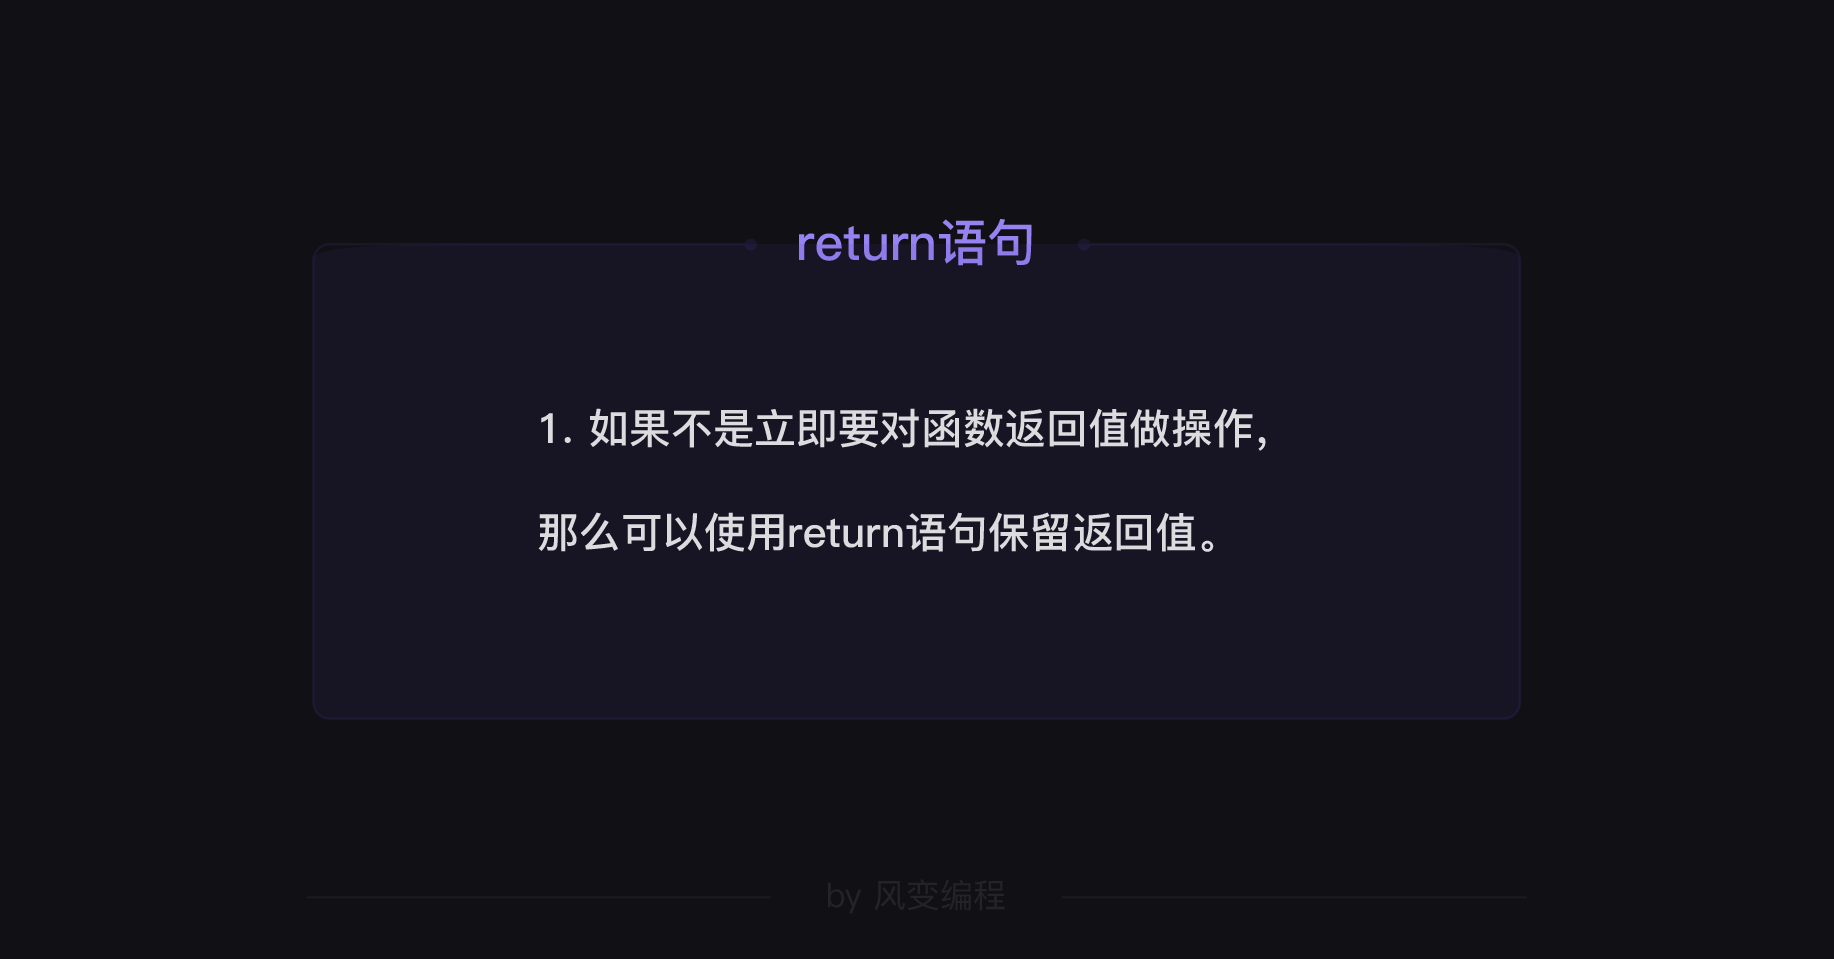 return语句
1. 如果不是立即要对函数返回值做操作,
那么可以使用return语句保留返回值。
by 风变编程